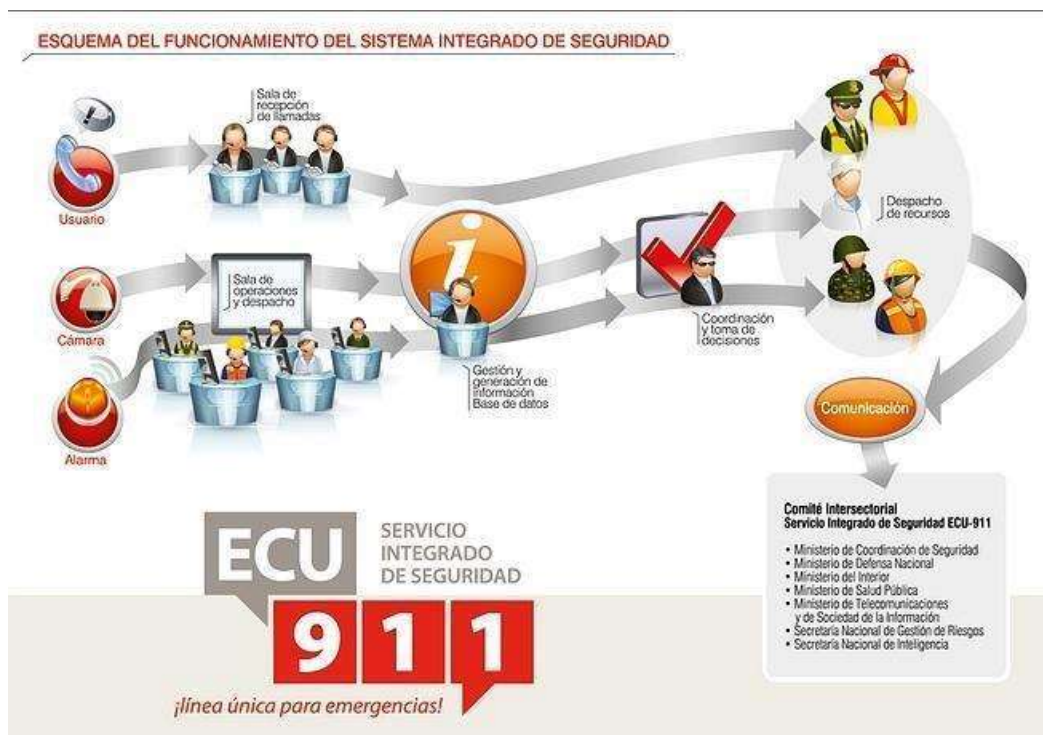 ESQUEMA DEL FUNCIONAMIENTO DEL SISTEMA INTEGRADO DE SEGURIDAD
Sala de
recepción
de llamadas
Usuario
Despacho
de recursos
Sala de
operaciones
y despacho
Cámara
i
Coordinación
y toma de
decisiones
Gestión y
generación de
información
Base de datos
Alarma
Comunicación
Comité Intersectorial
Servicio Integrado de Seguridad ECU-911
• Ministerio de Coordinación de Seguridad
• Ministerio de Defensa Nacional
• Ministerio del Interior
• Ministerio de Salud Pública
• Ministerio de Telecomunicaciones
y de Sociedad de la Información
• Secretaría Nacional de Gestión de Riesgos
• Secretaría Nacional de Inteligencia
ECU
SERVICIO
INTEGRADO
DE SEGURIDAD
911
¡línea única para emergencias!